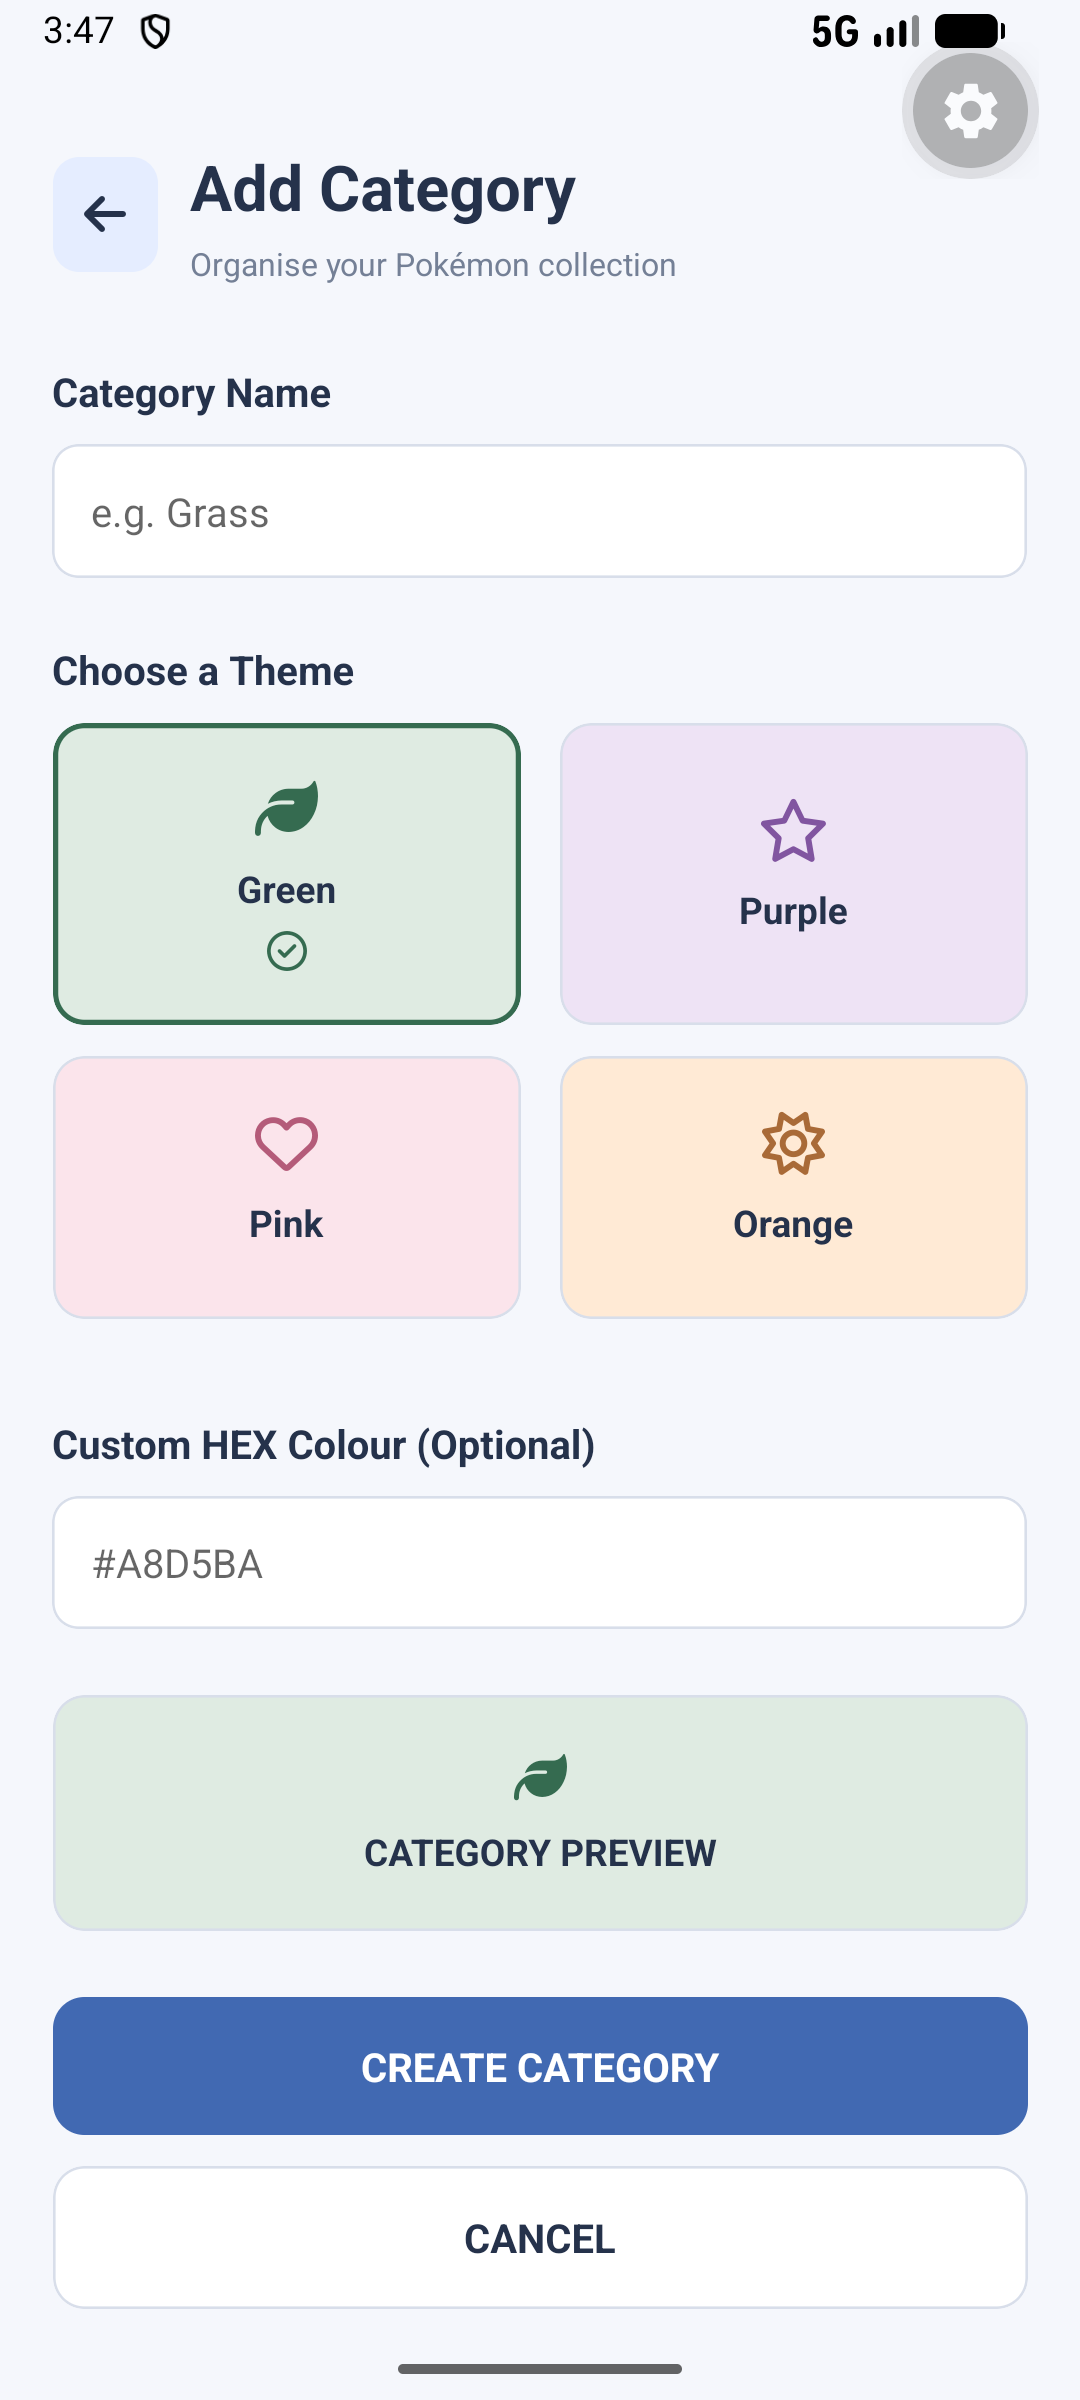 3:47
5G
Add Category
Organise your Pokémon collection
Category Name
e.g. Grass
Choose a Theme
Green
Purple
Pink
Orange
Custom HEX Colour (Optional)
#A8D5BA
CATEGORY PREVIEW
CREATE CATEGORY
CANCEL